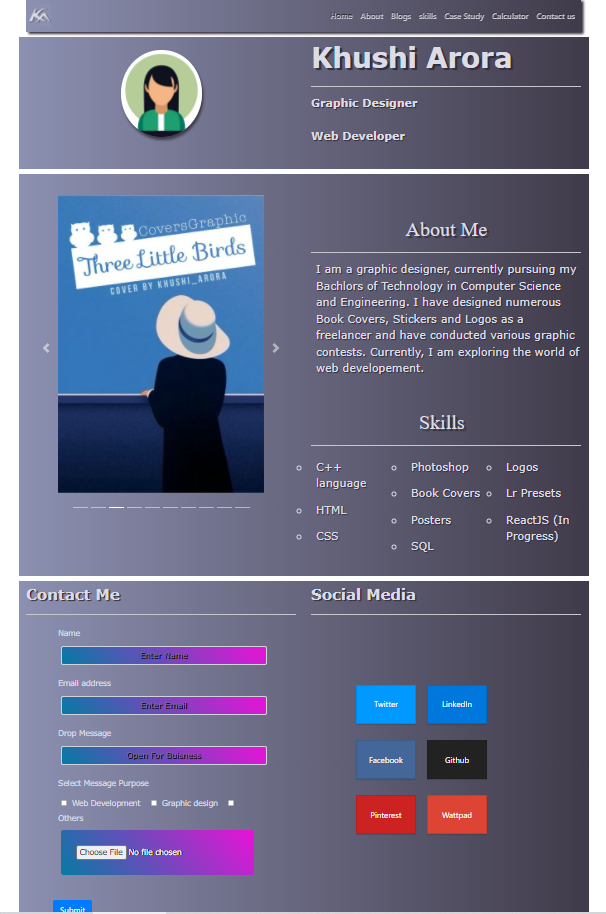 KA
Home About Blogs skills Case Study Calculator Contact us
Khushi Arora
Graphic Designer
Web Developer
CoversGraphic
Three Little Birds
COVER BY KHUSHI_ARORA
About Me
I am a graphic designer, currently pursuing my
Bachlors of Technology in Computer Science
and Engineering. I have designed numerous
Book Covers, Stickers and Logos as a
freelancer and have conducted various graphic
contests. Currently, I am exploring the world of
web developement.
Skills
C++
language
HTML
CSS
Photoshop
Book Covers
Posters
SQL
Logos
Lr Presets
ReactJS (In
Progress)
Contact Me
Name
Enter Name
Email address
Enter Email
Drop Message
Open For Buisness
Select Message Purpose
Web Development Graphic design
Others
Choose File No file chosen
Submit
Social Media
Twitter LinkedIn
Facebook Github
Pinterest Wattpad